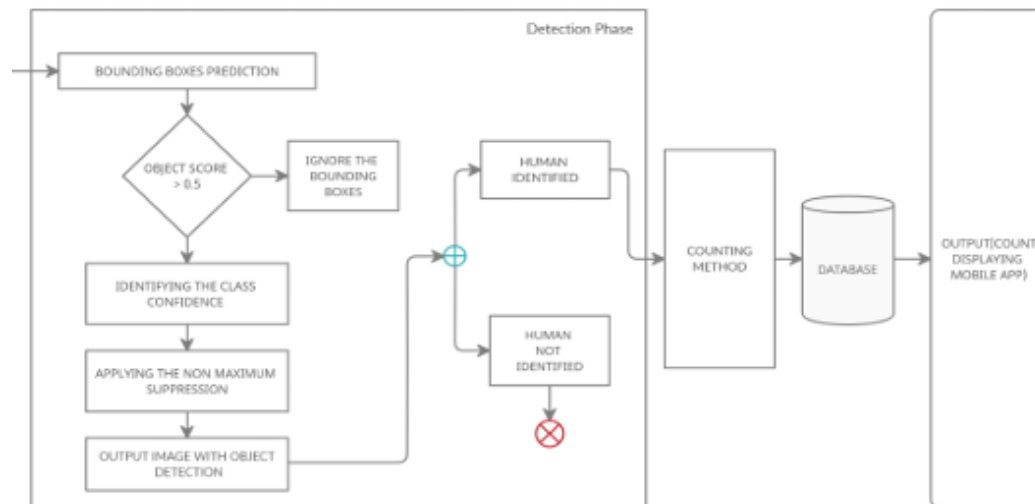 Detection Phase
BOUNDING BOXES PREDICTION
OBJECT SCORE
> 0.5
IGNORE THE
BOUNDING
BOXES
HUMAN
IDENTIFIED
IDENTIFYING THE CLASS
CONFIDENCE
COUNTING
METHOD
DATABASE
OUTPUT(COUNT
DISPLAYING
MOBILE APP)
HUMAN
NOT
IDENTIFIED
APPLYING THE NON MAXIMUM
SUPPRESSION
OUTPUT IMAGE WITH OBJECT
DETECTION